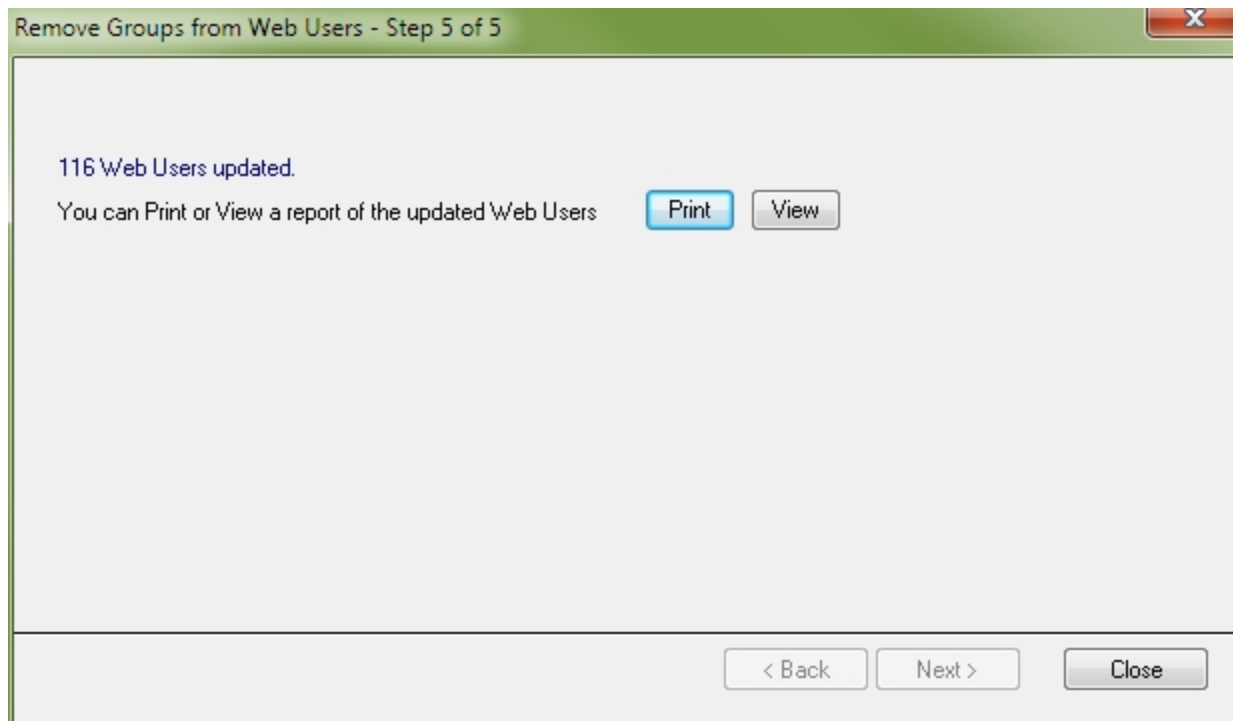 Remove Groups from Web Users - Step 5 of 5
X
116 Web Users updated.
You can Print or View a report of the updated Web Users Print View
< Back Next > Close